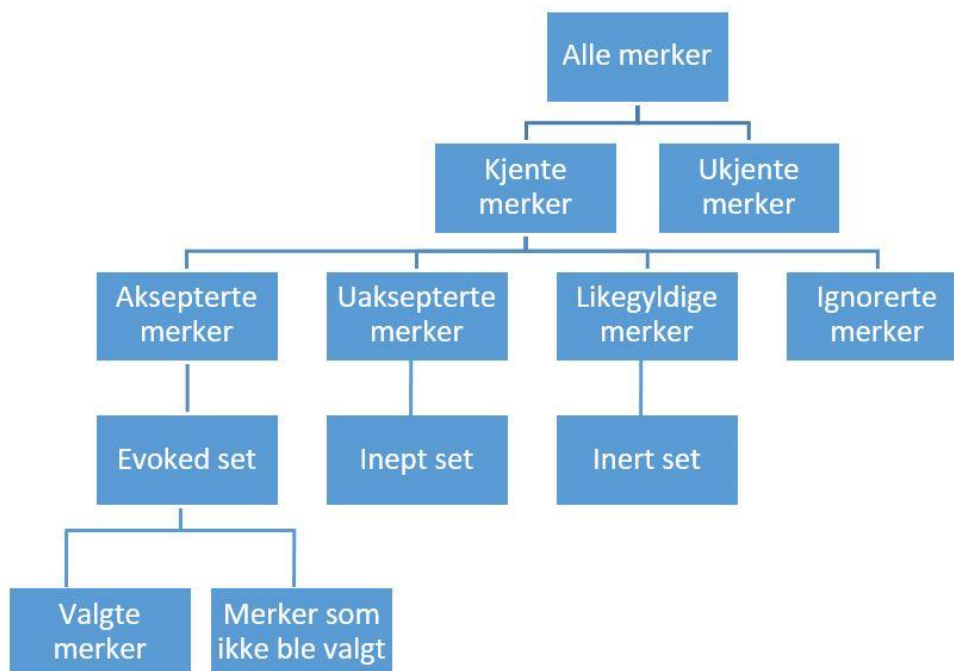 Alle merker
Kjente
merker
Ukjente
merker
Aksepterte
merker
Uaksepterte
merker
Likegyldige
merker
Ignorerte
merker
Evoked set
Inept set
Inert set
Valgte
merker
Merker som
ikke ble valgt